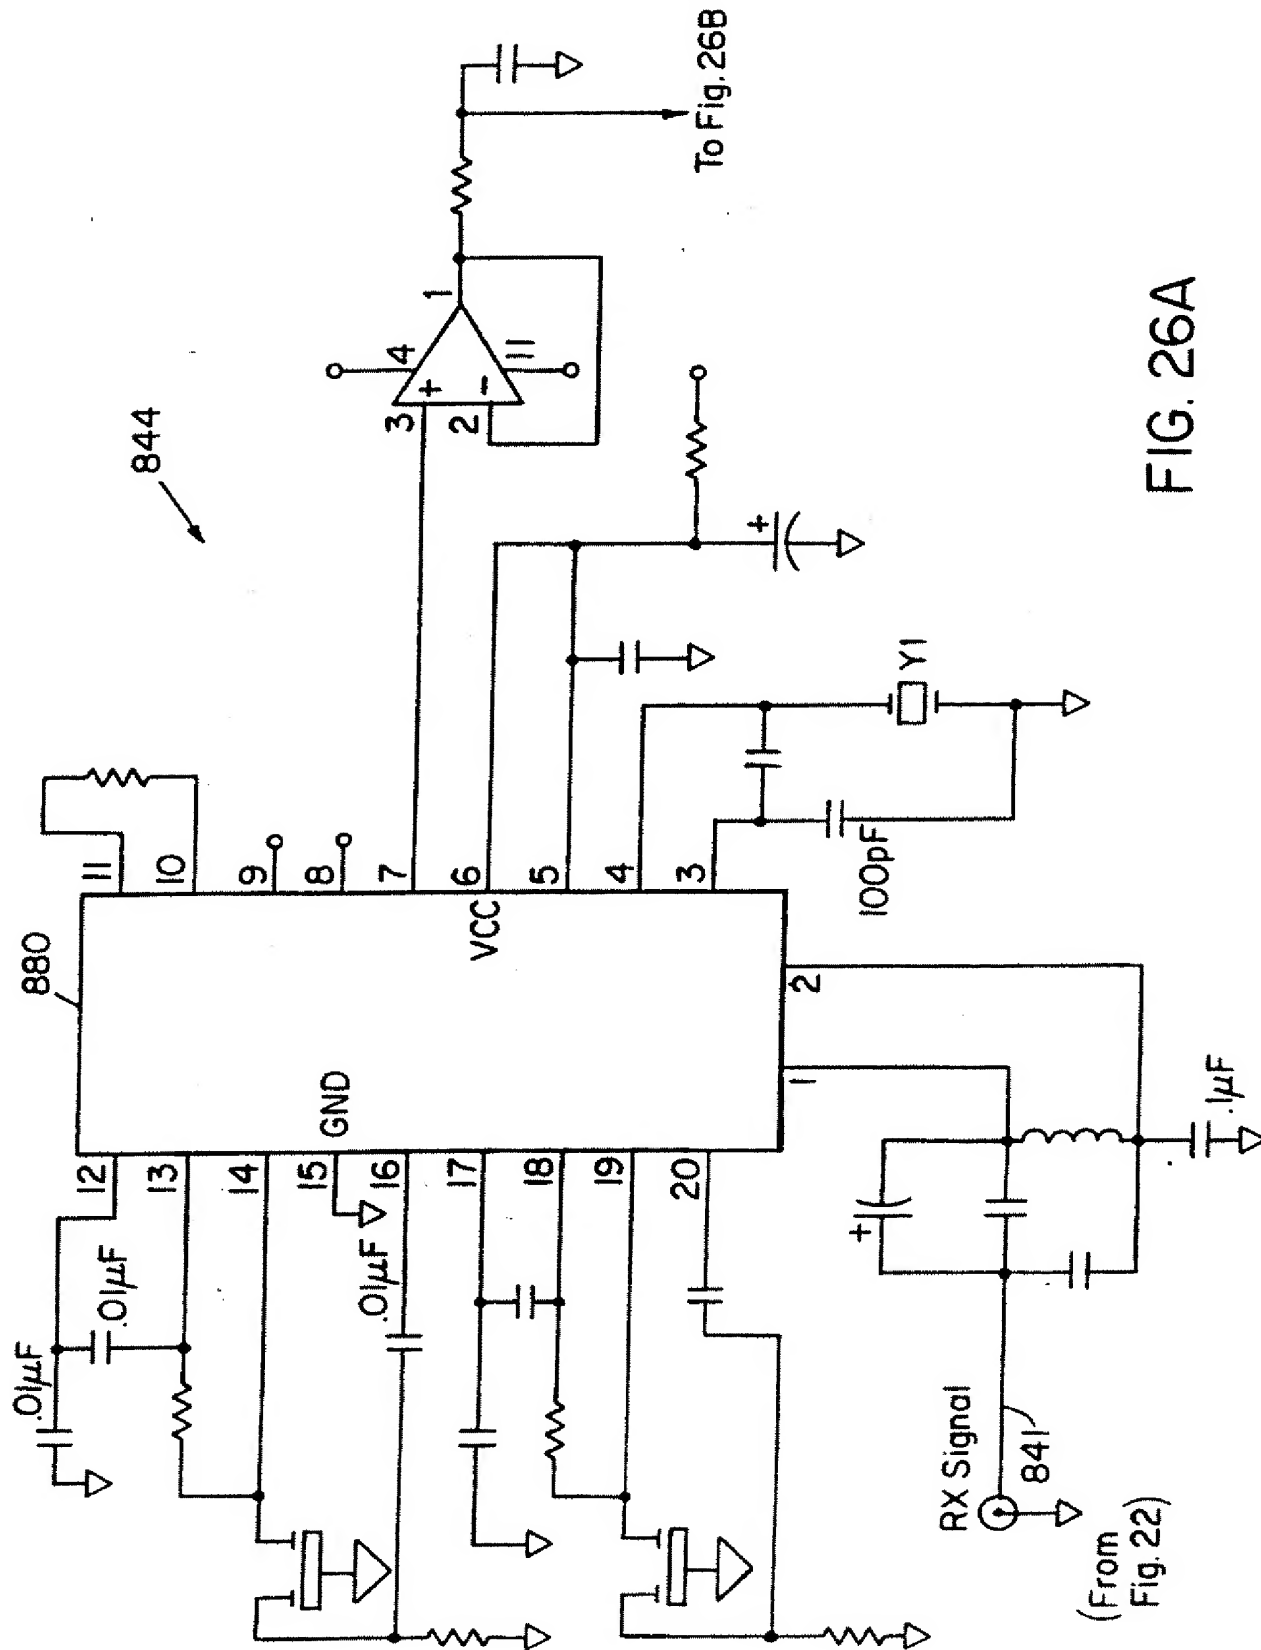 844
880
11
10
9
8
7
6
5
4
3
VCC
12
13
14
15
16
17
18
19
20
GND
1
2
3
2
+
−
4
11
1
To Fig. 26B
+
Y1
100pF
.01µF
.01µF
.01µF
+
.1µF
RX Signal
841
(From
Fig. 22)
FIG. 26A